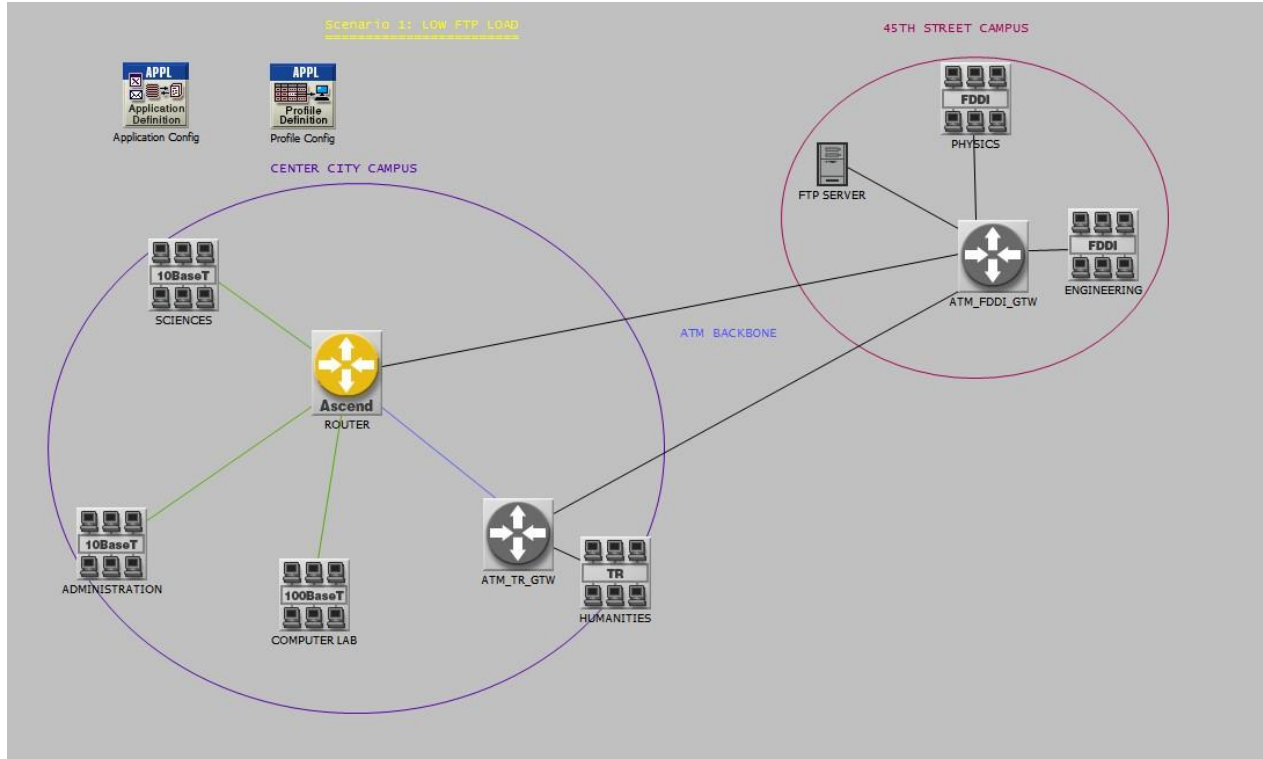 Scenario 1: LOW FTP LOAD
45TH STREET CAMPUS
APPL
Application
Definition
Application Config
APPL
Profile
Definition
Profile Config
FDDI
PHYSICS
CENTER CITY CAMPUS
FTP SERVER
FDDI
ENGINEERING
ATM_FDDI_GTW
10BaseT
SCIENCES
ATM BACKBONE
Ascend
ROUTER
10BaseT
ADMINISTRATION
100BaseT
COMPUTER LAB
ATM_TR_GTW
TR
HUMANITIES